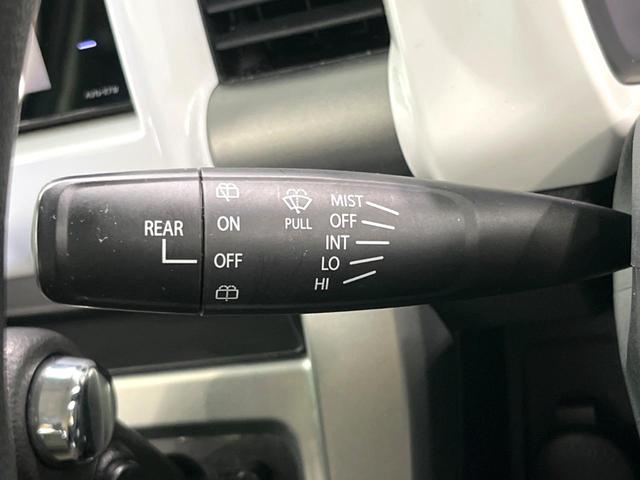 REAR
ON
OFF
PULL
MIST
OFF
INT
LO
HI